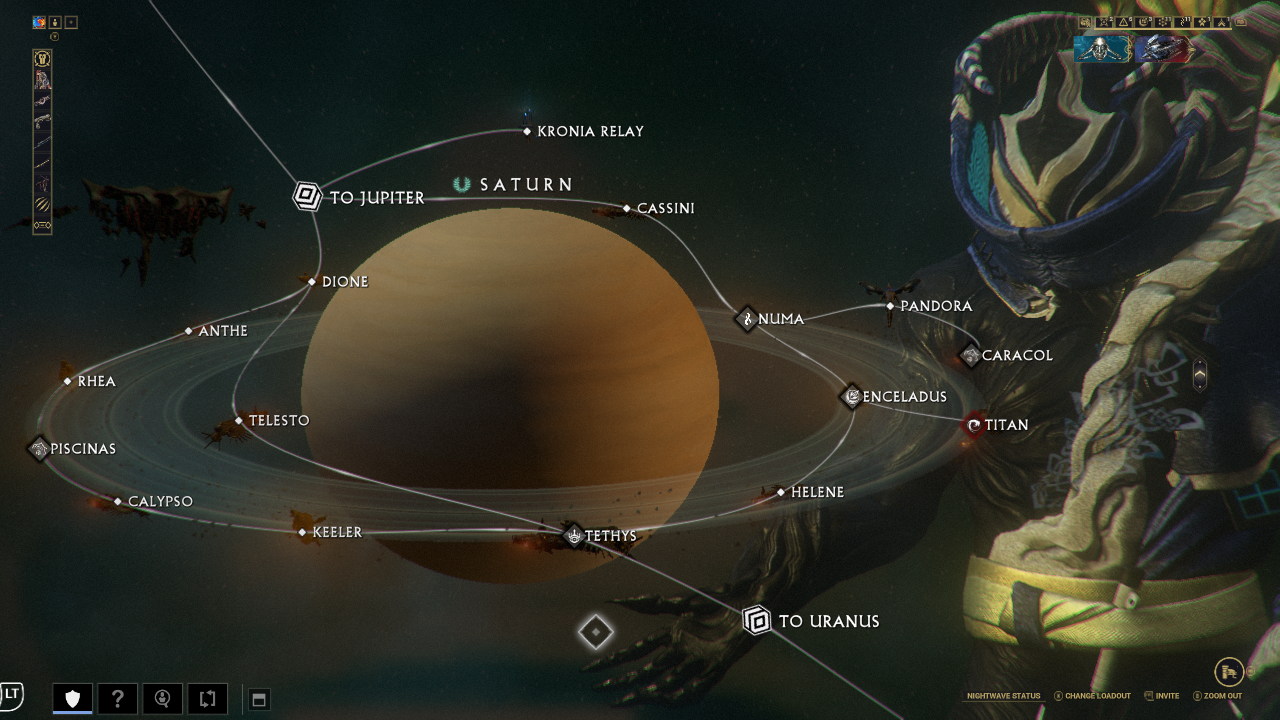 KRONIA RELAY
SATURN
TO JUPITER
CASSINI
DIONE
PANDORA
NUMA
ANTHE
CARACOL
RHEA
ENCELADUS
TELESTO
TITAN
PISCINAS
HELENE
CALYPSO
KEELER
TETHYS
TO URANUS
LT
?
NIGHTWAVE STATUS
CHANGE LOADOUT
INVITE
ZOOM OUT